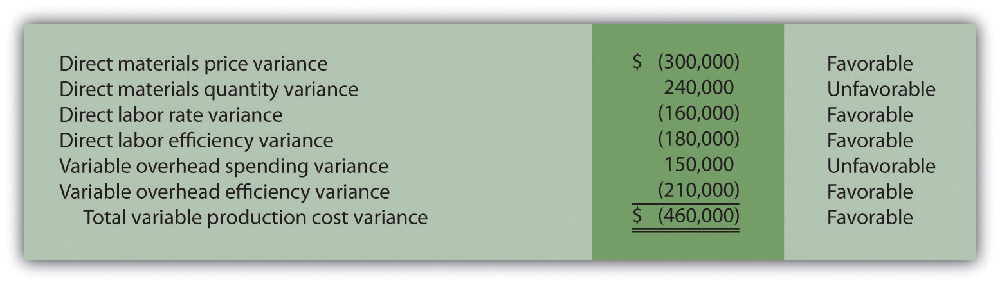 Direct materials price variance $ (300,000) Favorable
Direct materials quantity variance 240,000 Unfavorable
Direct labor rate variance (160,000) Favorable
Direct labor efficiency variance (180,000) Favorable
Variable overhead spending variance 150,000 Unfavorable
Variable overhead efficiency variance (210,000) Favorable
Total variable production cost variance $ (460,000) Favorable